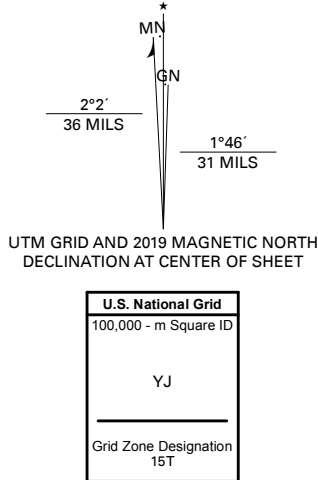 MN
GN
2°2´
36 MILS
1°46´
31 MILS
UTM GRID AND 2019 MAGNETIC NORTH
DECLINATION AT CENTER OF SHEET
U.S. National Grid
100,000 - m Square ID
YJ
Grid Zone Designation
15T